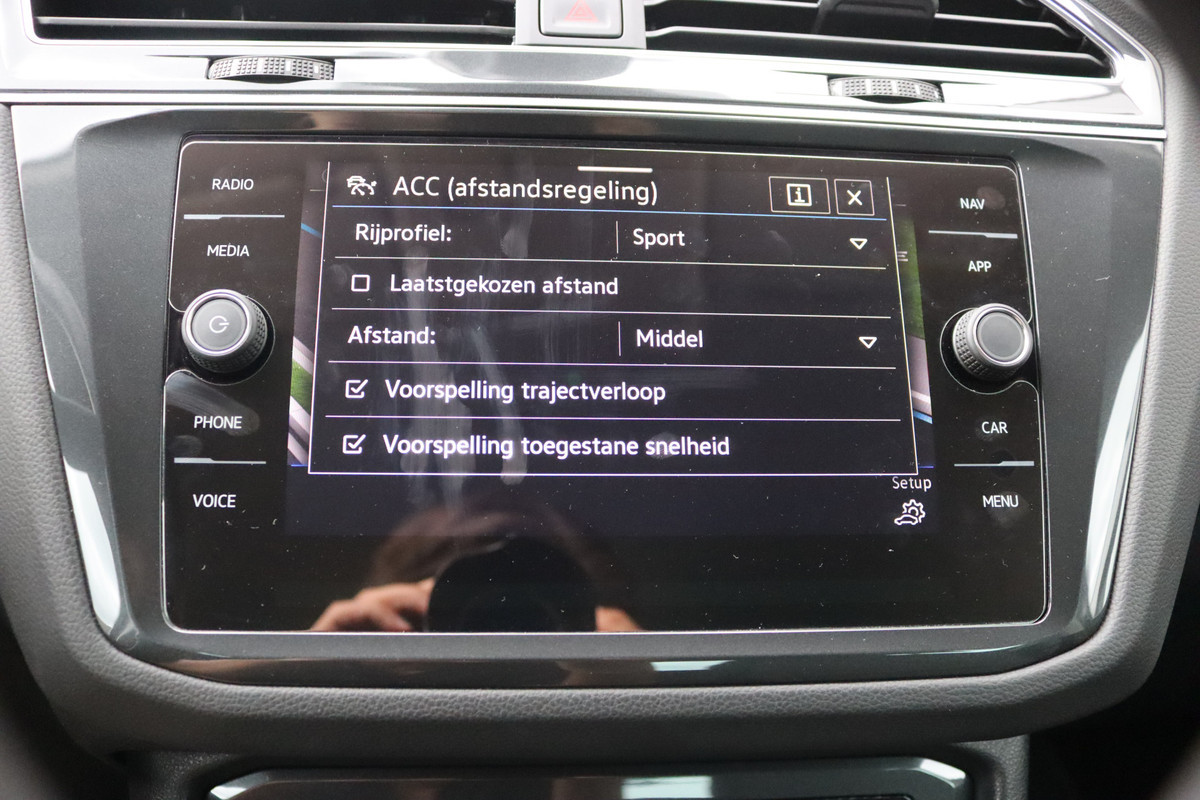 RADIO
MEDIA
PHONE
VOICE
ACC (afstandsregeling)
i
Rijprofiel: Sport
Laatstgekozen afstand
Afstand: Middel
Voorspelling trajectverloop
Voorspelling toegestane snelheid
Setup
NAV
APP
CAR
MENU